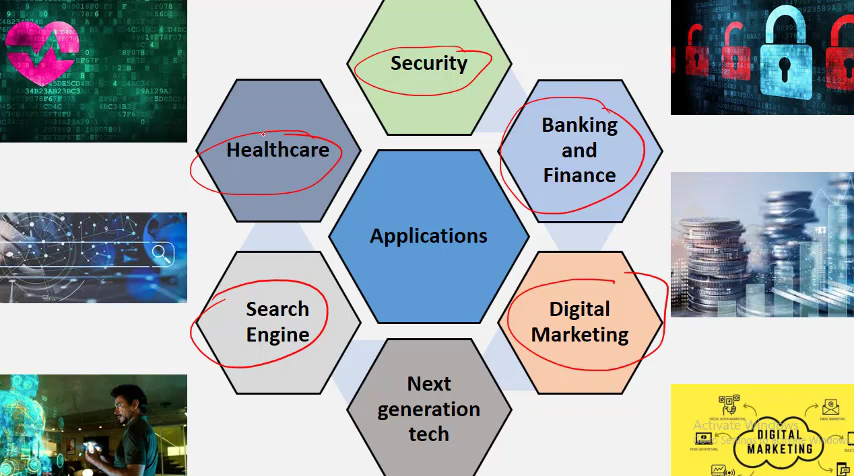 Security
Banking
and
Finance
Healthcare
Applications
Search
Engine
Digital
Marketing
Next
generation
tech
DIGITAL
MARKETING
Activate Windows